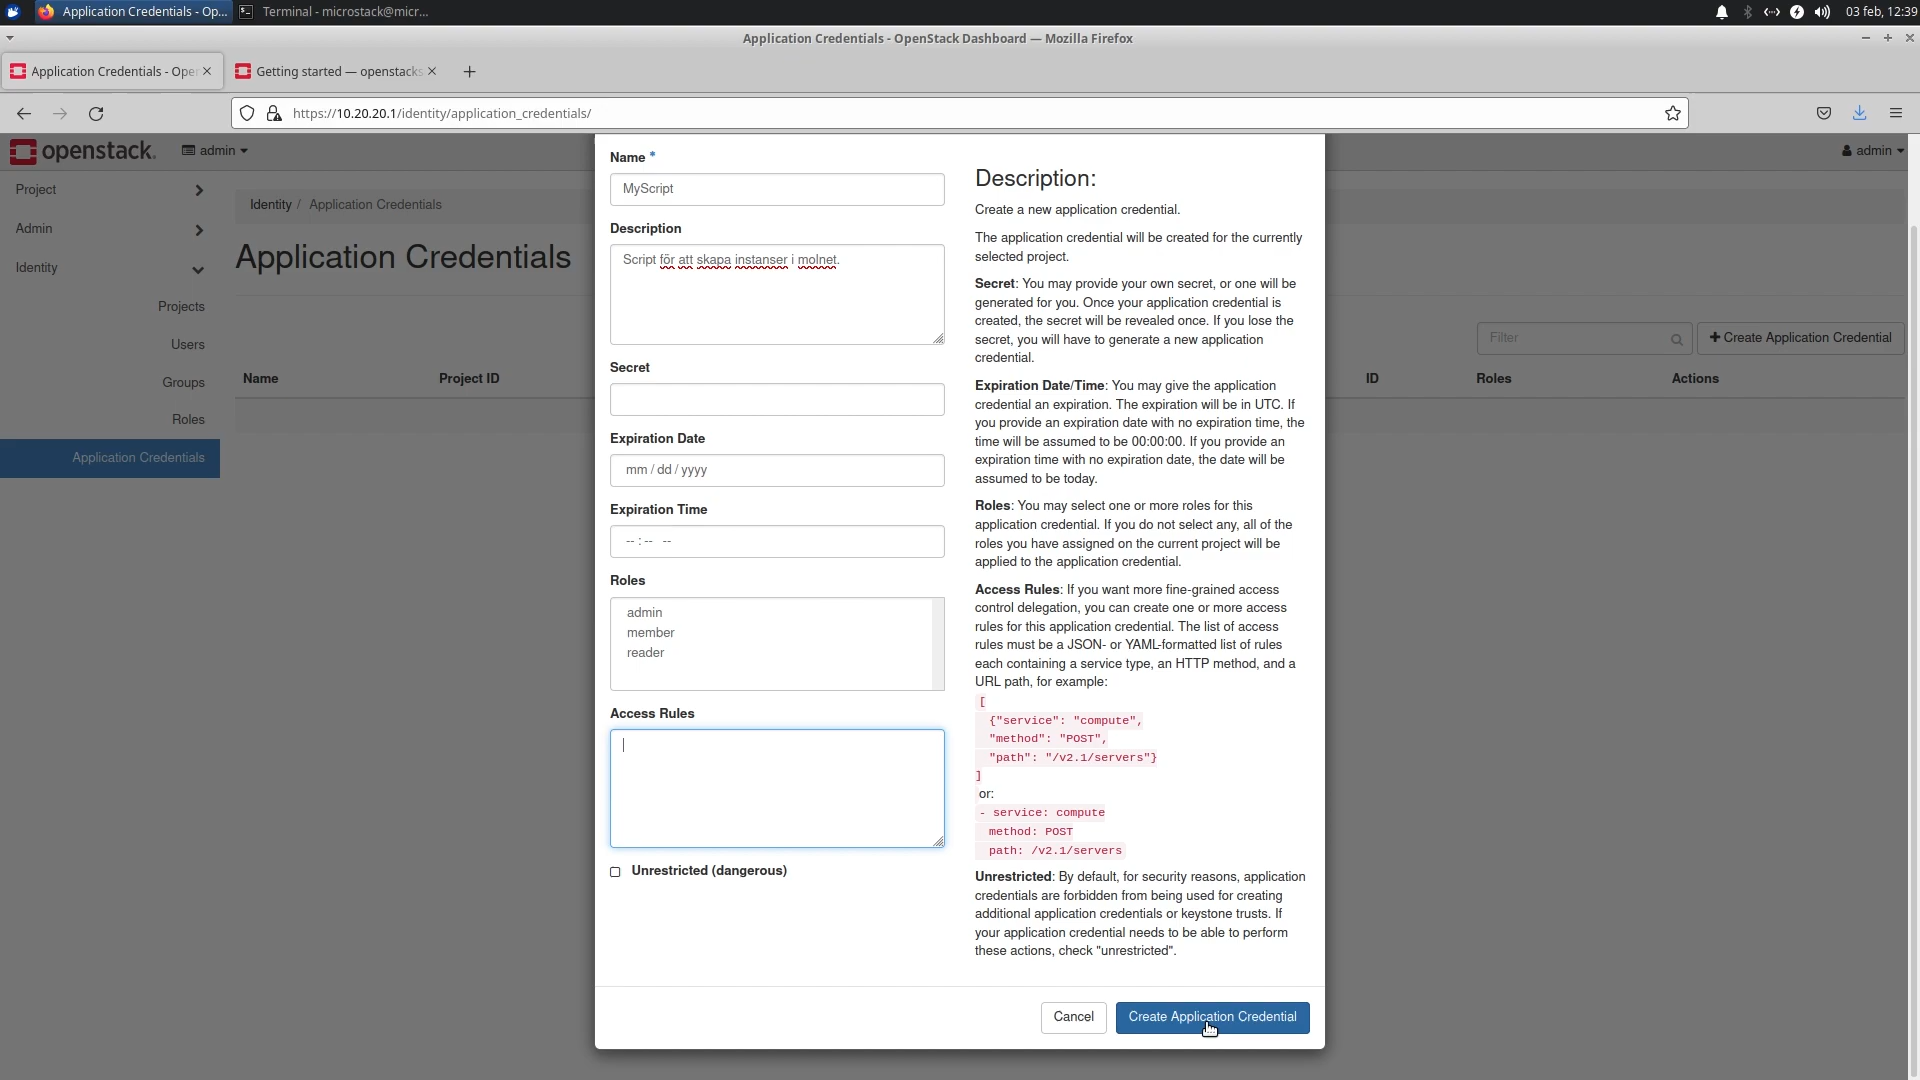 Application Credentials - Op...
Terminal - microstack@micr...
03 feb, 12:39
Application Credentials - OpenStack Dashboard — Mozilla Firefox
Application Credentials - Ope
Getting started — openstacks
https://10.20.20.1/identity/application_credentials/
openstack.
admin
admin
Project
Admin
Identity
Projects
Users
Groups
Roles
Application Credentials
Identity / Application Credentials
Application Credentials
Filter
+Create Application Credential
Name
Project ID
ID
Roles
Actions
Name *
MyScript
Description
Script för att skapa instanser i molnet.
Secret
Expiration Date
mm / dd / yyyy
Expiration Time
-- : -- --
Roles
admin
member
reader
Access Rules
Unrestricted (dangerous)
Description:
Create a new application credential.
The application credential will be created for the currently
selected project.
Secret: You may provide your own secret, or one will be
generated for you. Once your application credential is
created, the secret will be revealed once. If you lose the
secret, you will have to generate a new application
credential.
Expiration Date/Time: You may give the application
credential an expiration. The expiration will be in UTC. If
you provide an expiration date with no expiration time, the
time will be assumed to be 00:00:00. If you provide an
expiration time with no expiration date, the date will be
assumed to be today.
Roles: You may select one or more roles for this
application credential. If you do not select any, all of the
roles you have assigned on the current project will be
applied to the application credential.
Access Rules: If you want more fine-grained access
control delegation, you can create one or more access
rules for this application credential. The list of access
rules must be a JSON- or YAML-formatted list of rules
each containing a service type, an HTTP method, and a
URL path, for example:
[
{"service": "compute",
"method": "POST",
"path": "/v2.1/servers"}
]
or:
- service: compute
method: POST
path: /v2.1/servers
Unrestricted: By default, for security reasons, application
credentials are forbidden from being used for creating
additional application credentials or keystone trusts. If
your application credential needs to be able to perform
these actions, check "unrestricted".
Cancel
Create Application Credential